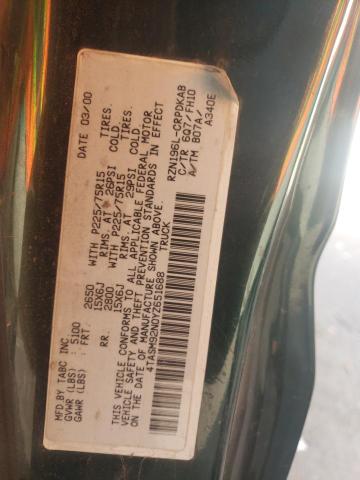 MFD.BY TABC INC DATE 03/00
GVWR (LBS) : 5100
GAWR (LBS) : FRT. 2650 WITH P225/75R15 TIRES.
15X6J RIMS. AT 26PSI COLD
RR. 2800 WITH P225/75R15 TIRES.
15X6J RIMS. AT 29PSI COLD
THIS VEHICLE CONFORMS TO ALL APPLICABLE FEDERAL MOTOR
VEHICLE SAFETY AND THEFT PREVENTION STANDARDS IN EFFECT
ON THE DATE OF MANUFACTURE SHOWN ABOVE.
4TASM92N0YZ651688 TRUCK
RZN196L-CRPDKAB
C/TR 6Q7/FH10
A/TM B07A/
A340E